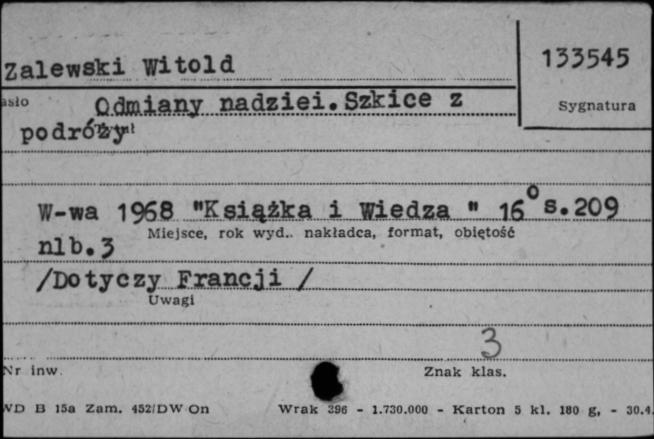 Zalewski Witold
133545
asło
Sygnatura
Odmiany nadziei. Szkice z
podróży
W-wa 1968 "Książka i Wiedza " 16° s.209
Miejsce, rok wyd.. nakładca, format, objętość
nlb.3
/Dotyczy Francji /
Uwagi
3
Nr inw.
Znak klas.
WD B 15a Zam. 452/DW On Wrak 396 - 1.730.000 - Karton 5 kl. 180 g, - 30.4.